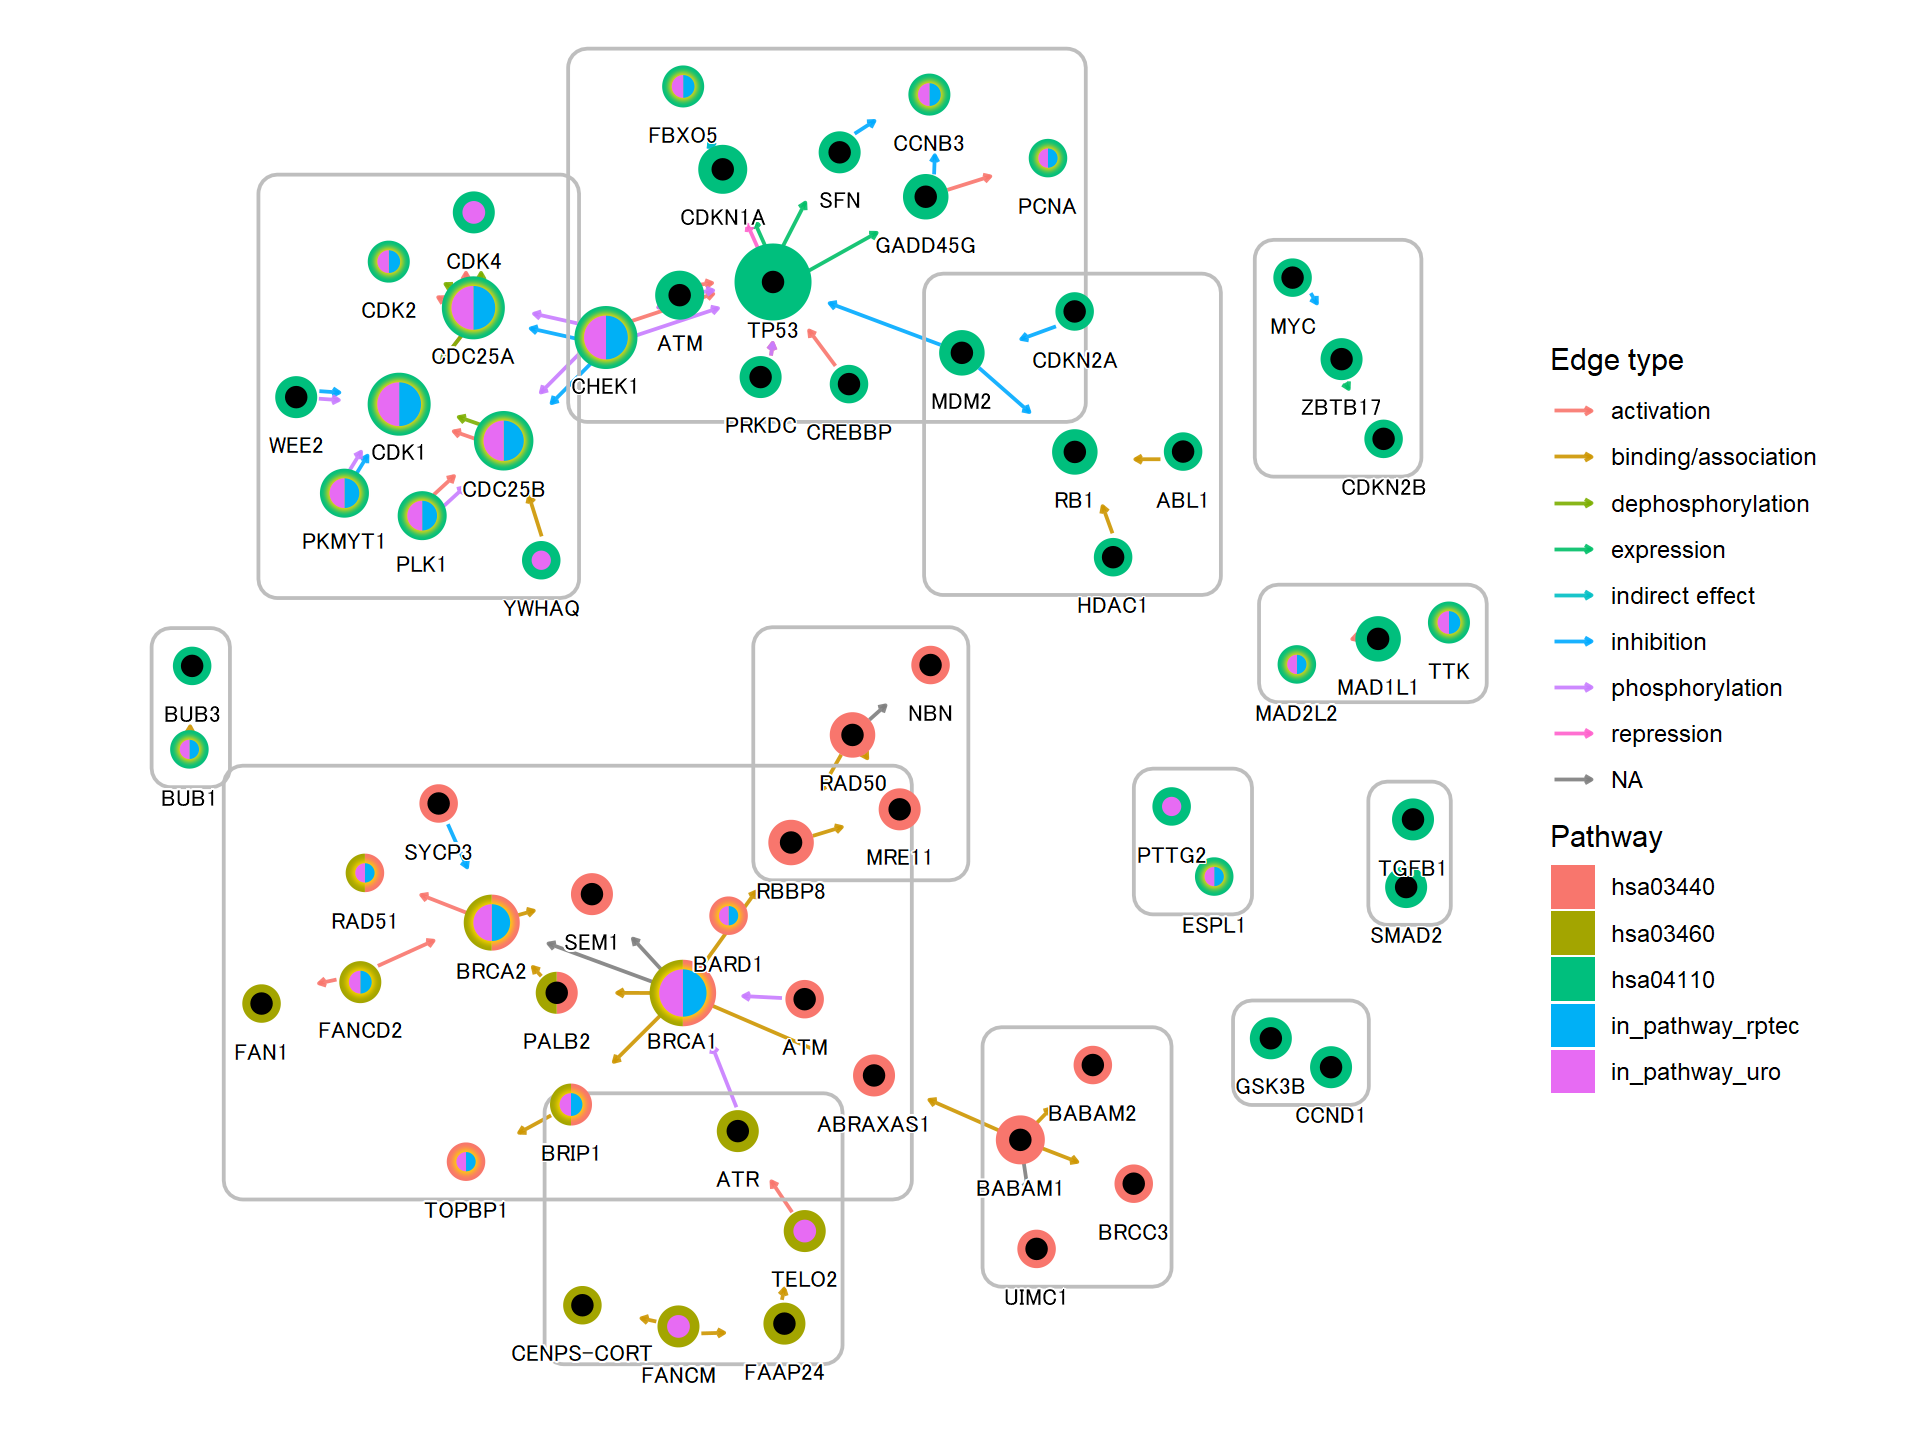 FBXO5
CCNB3
CDKN1A
SFN
GADD45G
PCNA
CDK4
CDK2
CDC25A
ATM
TP53
CDKN2A
MYC
CHEK1
PRKDC
CREBBP
MDM2
ZBTB17
WEE2
CDK1
CDC25B
RB1
ABL1
CDKN2B
PKMYT1
PLK1
YWHAQ
HDAC1
BUB3
BUB1
NBN
RAD50
MRE11
RBBP8
MAD2L2
MAD1L1
TTK
PTTG2
ESPL1
TGFB1
SMAD2
SYCP3
RAD51
BRCA2
SEM1
BARD1
FAN1
FANCD2
PALB2
BRCA1
ATM
ABRAXAS1
BRIP1
TOPBP1
ATR
TELO2
CENPS-CORT
FANCM
FAAP24
BABAM2
BABAM1
BRCC3
UIMC1
GSK3B
CCND1
Edge type
activation
binding/association
dephosphorylation
expression
indirect effect
inhibition
phosphorylation
repression
NA
Pathway
hsa03440
hsa03460
hsa04110
in_pathway_rptec
in_pathway_uro